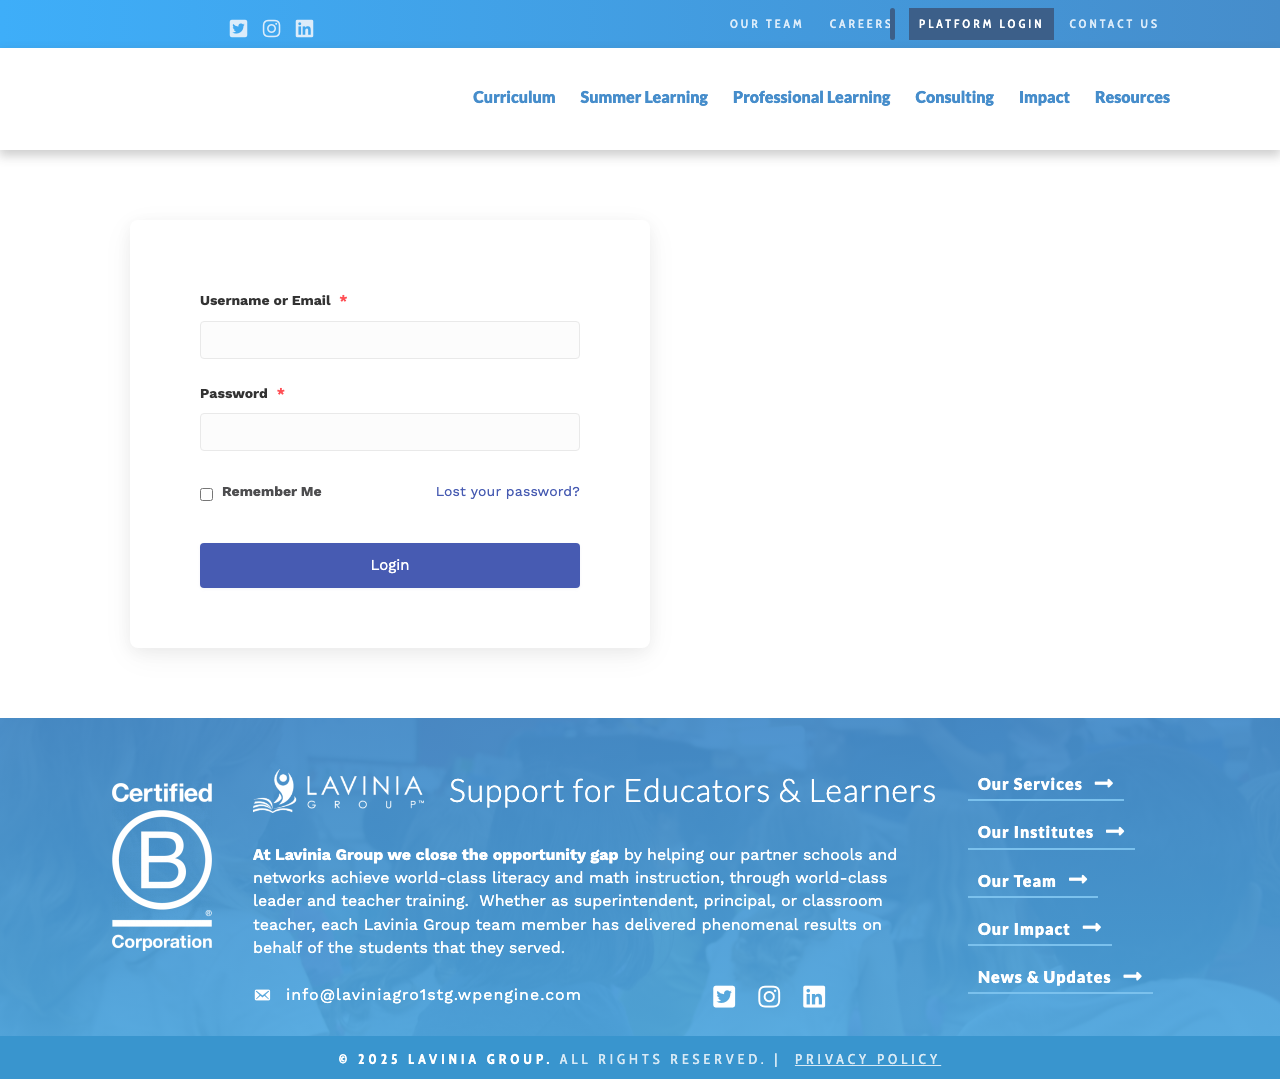 OUR TEAM CAREERS PLATFORM LOGIN CONTACT US
Curriculum Summer Learning Professional Learning Consulting Impact Resources
Username or Email *
Password *
Remember Me Lost your password?
Login
Certified
B
®
Corporation
LAVINIA
GROUP™
Support for Educators & Learners
At Lavinia Group we close the opportunity gap by helping our partner schools and
networks achieve world-class literacy and math instruction, through world-class
leader and teacher training. Whether as superintendent, principal, or classroom
teacher, each Lavinia Group team member has delivered phenomenal results on
behalf of the students that they served.
info@laviniagro1stg.wpengine.com
Our Services
Our Institutes
Our Team
Our Impact
News & Updates
© 2025 LAVINIA GROUP. ALL RIGHTS RESERVED. | PRIVACY POLICY